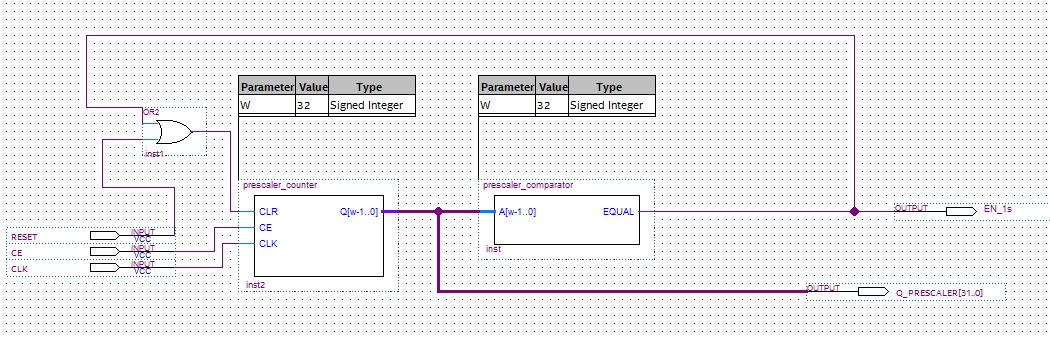 Parameter Value Type
W 32 Signed Integer
Parameter Value Type
W 32 Signed Integer
OR2
inst1
prescaler_counter
CLR
CE
CLK
Q[w-1..0]
inst2
prescaler_comparator
A[w-1..0]
EQUAL
inst
RESET
INPUT
VCC
CE
INPUT
VCC
CLK
INPUT
VCC
OUTPUT
EN_1s
OUTPUT
Q_PRESCALER[31..0]